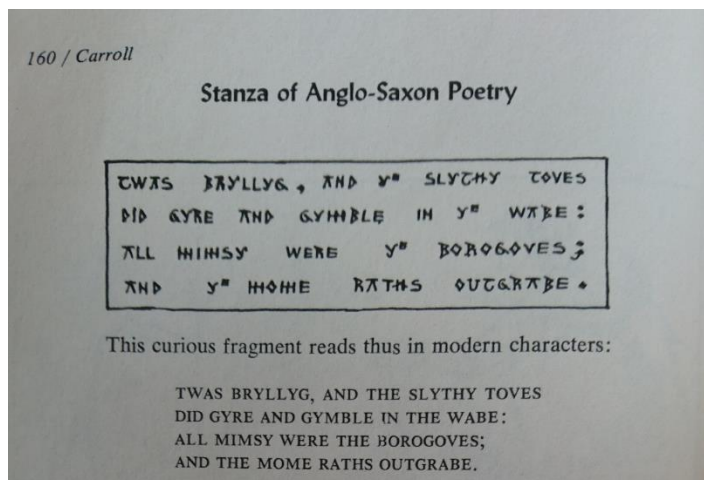 160 / Carroll
Stanza of Anglo-Saxon Poetry
TWAS BRYLLYG, AND Yᴱ SLYTHY TOVES
DID GYRE AND GYMBLE IN Yᴱ WABE:
ALL MIMSY WERE Yᴱ BOROGOVES;
AND Yᴱ MOME RATHS OUTGRABE.
This curious fragment reads thus in modern characters:
TWAS BRYLLYG, AND THE SLYTHY TOVES
DID GYRE AND GYMBLE IN THE WABE:
ALL MIMSY WERE THE BOROGOVES;
AND THE MOME RATHS OUTGRABE.